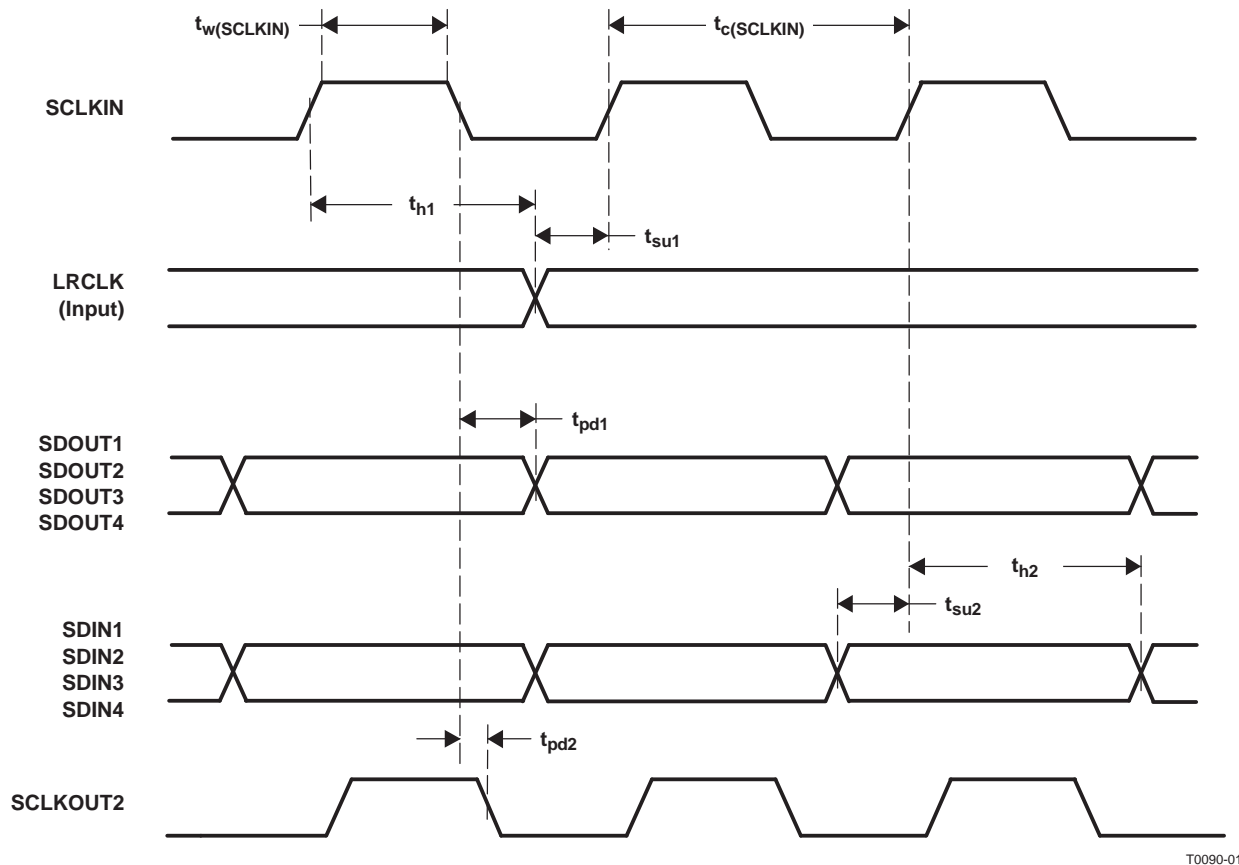 tw(SCLKIN)
tc(SCLKIN)
SCLKIN
th1
tsu1
LRCLK
(Input)
tpd1
SDOUT1
SDOUT2
SDOUT3
SDOUT4
th2
tsu2
SDIN1
SDIN2
SDIN3
SDIN4
tpd2
SCLKOUT2
T0090-01